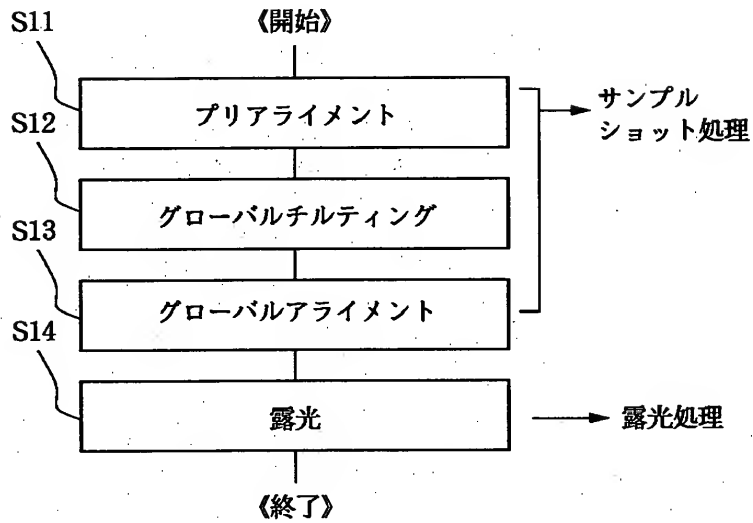 S11
《開始》
プリアライメント
サンプル
ショット処理
S12
グローバルチルティング
S13
グローバルアライメント
S14
露光
露光処理
《終了》